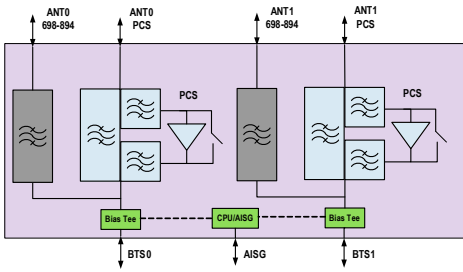 ANT0
698-894
ANT0
PCS
ANT1
698-894
ANT1
PCS
PCS
PCS
Bias Tee
CPU/AISG
Bias Tee
BTS0
AISG
BTS1